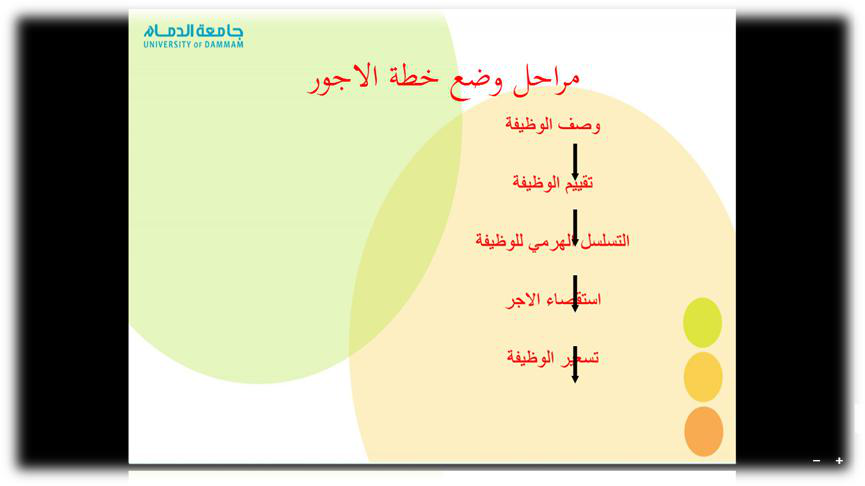 جامعة الدمام
UNIVERSITY OF DAMMAM
مراحل وضع خطة الاجور
وصف الوظيفة
تقييم الوظيفة
التسلسل الهرمي للوظيفة
استقصاء الاجر
تسعير الوظيفة